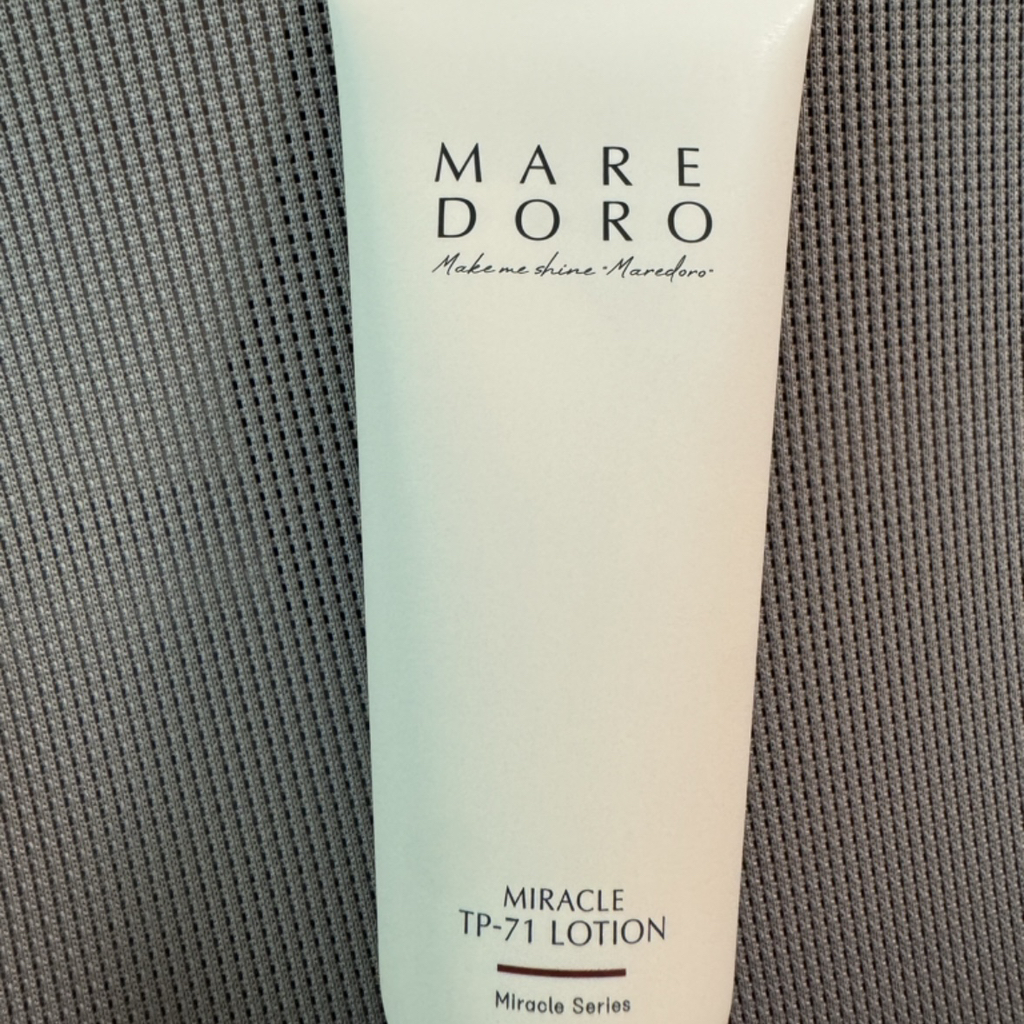 MARE
DORO
Make me shine -Maredoro-
MIRACLE
TP-71 LOTION
Miracle Series